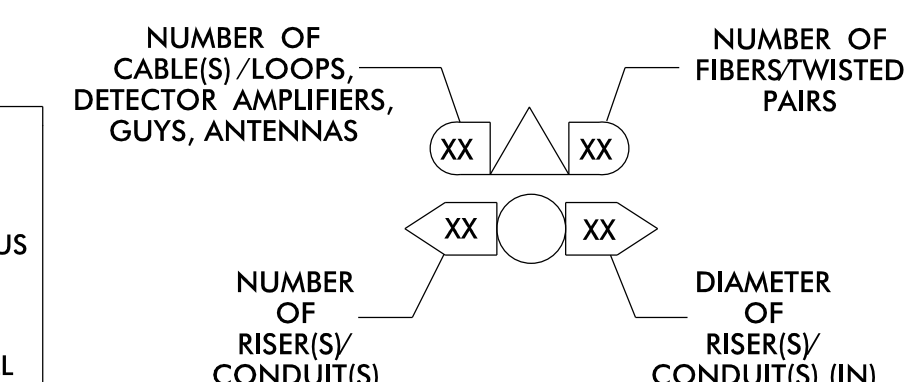 NUMBER OF
CABLE(S)/LOOPS,
DETECTOR AMPLIFIERS,
GUYS, ANTENNAS
NUMBER OF
FIBERS/TWISTED
PAIRS
XX
XX
XX
XX
US
L
NUMBER
OF
RISER(S)/
CONDUIT(S)
DIAMETER
OF
RISER(S)/
CONDUIT(S) (IN)